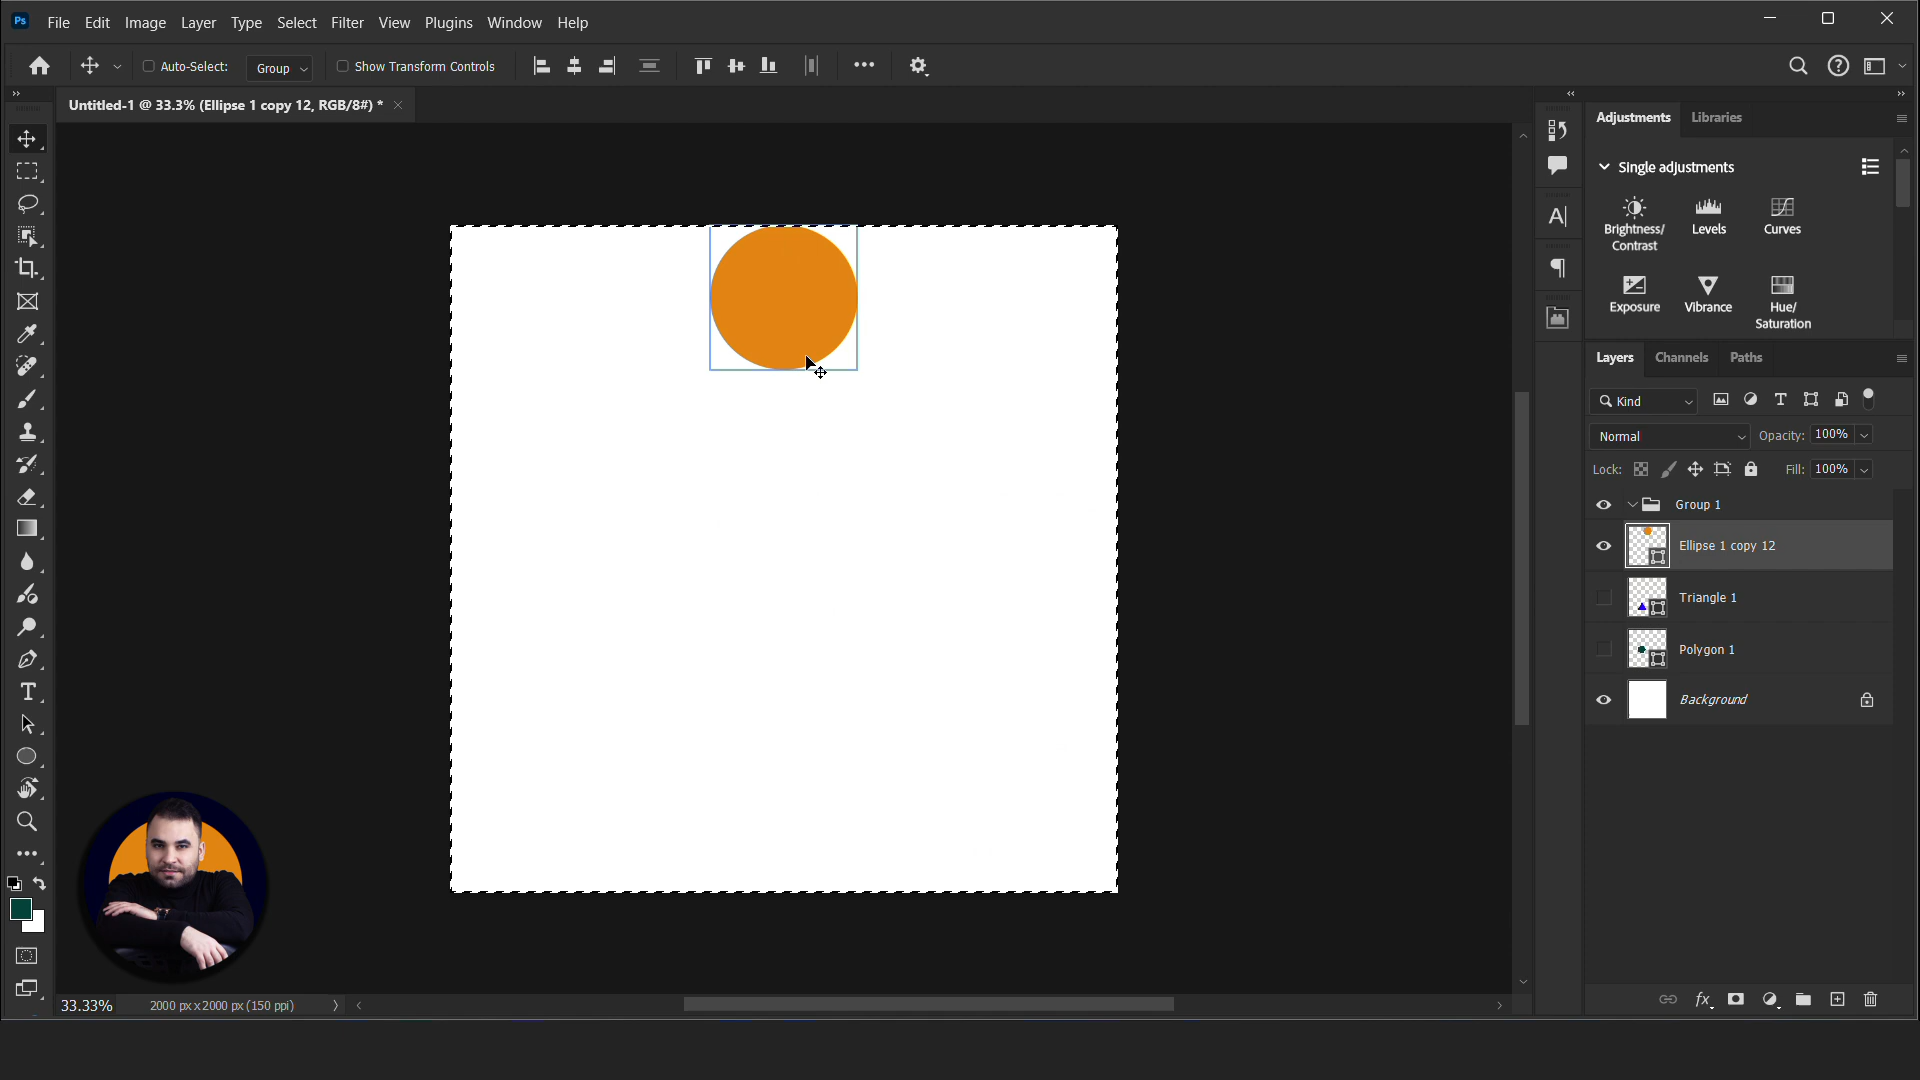 Ps File Edit Image Layer Type Select Filter View Plugins Window Help
Auto-Select: Group Show Transform Controls
Untitled-1 @ 33.3% (Ellipse 1 copy 12, RGB/8#) *
Adjustments Libraries
Single adjustments
Brightness/
Contrast
Levels
Curves
Exposure
Vibrance
Hue/
Saturation
Layers Channels Paths
Kind
Normal Opacity: 100%
Lock: Fill: 100%
Group 1
Ellipse 1 copy 12
Triangle 1
Polygon 1
Background
33.33% 2000 px x 2000 px (150 ppi)